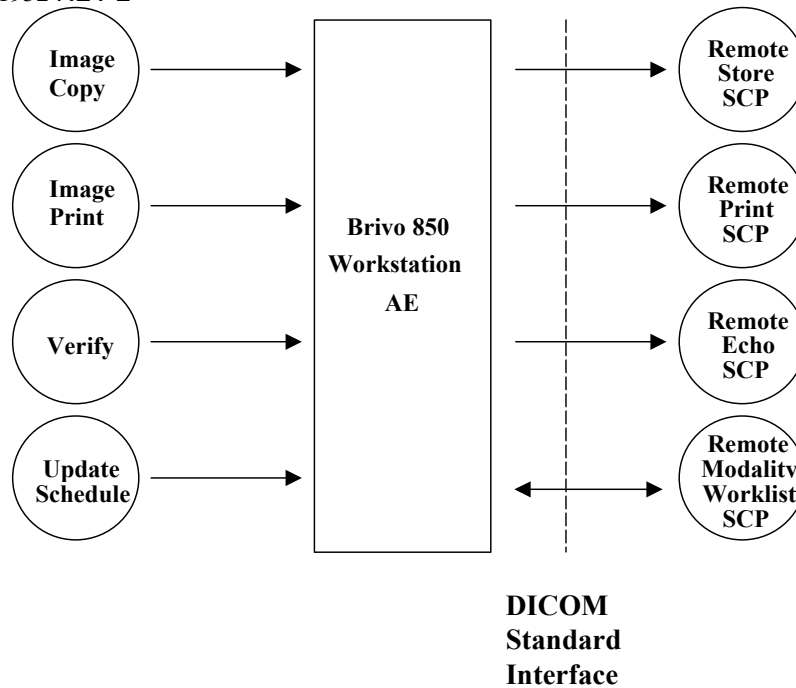 Image
Copy
Remote
Store
SCP
Image
Print
Remote
Print
SCP
Brivo 850
Workstation
AE
Verify
Remote
Echo
SCP
Update
Schedule
Remote
Modality
Worklist
SCP
DICOM
Standard
Interface